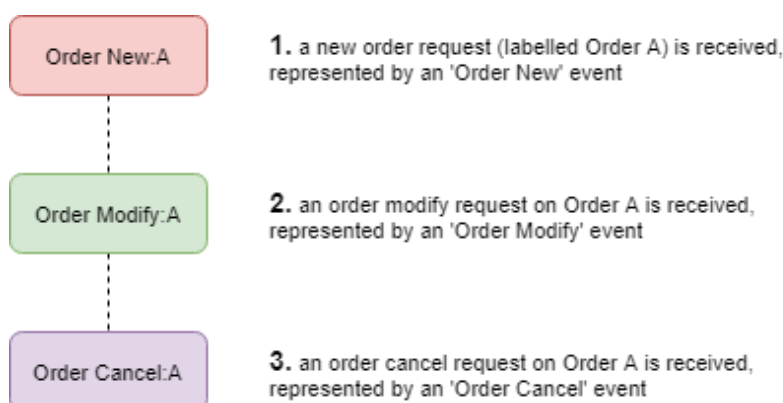 Order New:A
1. a new order request (labelled Order A) is received,
represented by an 'Order New' event
Order Modify:A
2. an order modify request on Order A is received,
represented by an 'Order Modify' event
Order Cancel:A
3. an order cancel request on Order A is received,
represented by an 'Order Cancel' event